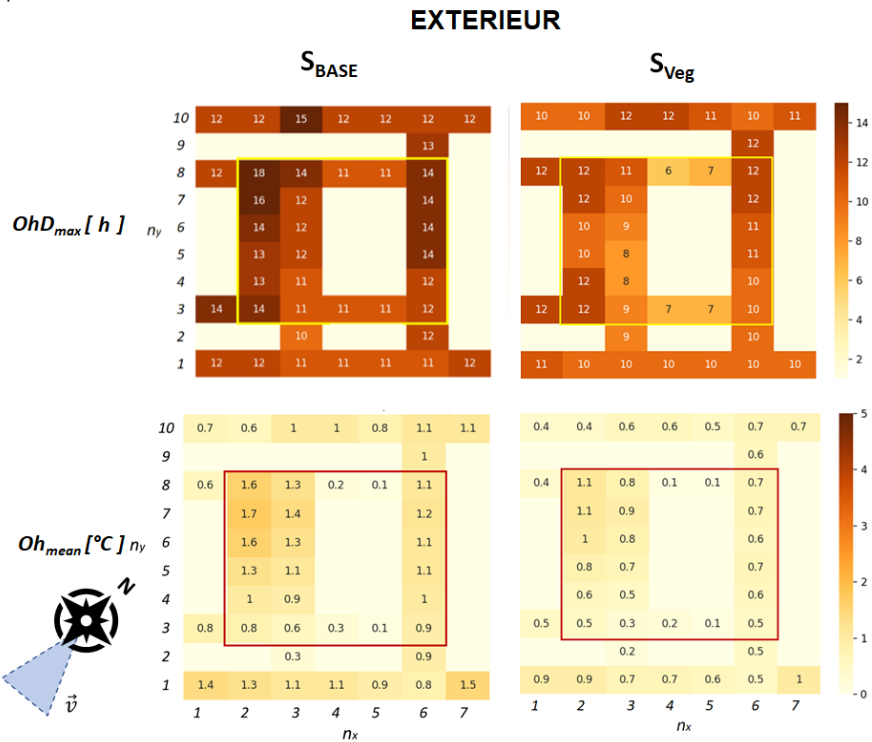 EXTERIEUR
S_BASE S_Veg
10 12 12 15 12 12 12 12 10 10 12 12 11 10 11 14
9 13 12
8 12 18 14 11 11 14 12 12 11 6 7 12 12
7 16 12 14 12 10 12 10
OhD_max [ h ] n_y 6 14 12 14 10 9 11 8
5 13 12 14 10 8 11
4 13 11 12 12 8 10 6
3 14 14 11 11 11 12 12 12 9 7 7 10 4
2 10 12 9 10
1 12 12 11 11 11 11 12 11 10 10 10 10 10 10 2
10 0.7 0.6 1 1 0.8 1.1 1.1 0.4 0.4 0.6 0.6 0.5 0.7 0.7 5
9 1 0.6
8 0.6 1.6 1.3 0.2 0.1 1.1 0.4 1.1 0.8 0.1 0.1 0.7 4
7 1.7 1.4 1.2 1.1 0.9 0.7
Oh_mean [°C ] n_y 6 1.6 1.3 1.1 1 0.8 0.6 3
5 1.3 1.1 1.1 0.8 0.7 0.7
4 1 0.9 1 0.6 0.5 0.6 2
N
3 0.8 0.8 0.6 0.3 0.1 0.9 0.5 0.5 0.3 0.2 0.1 0.5 1
2 0.3 0.9 0.2 0.5
1 1.4 1.3 1.1 1.1 0.9 0.8 1.5 0.9 0.9 0.7 0.7 0.6 0.5 1 0
v⃗
1 2 3 4 5 6 7 1 2 3 4 5 6 7
n_x n_x